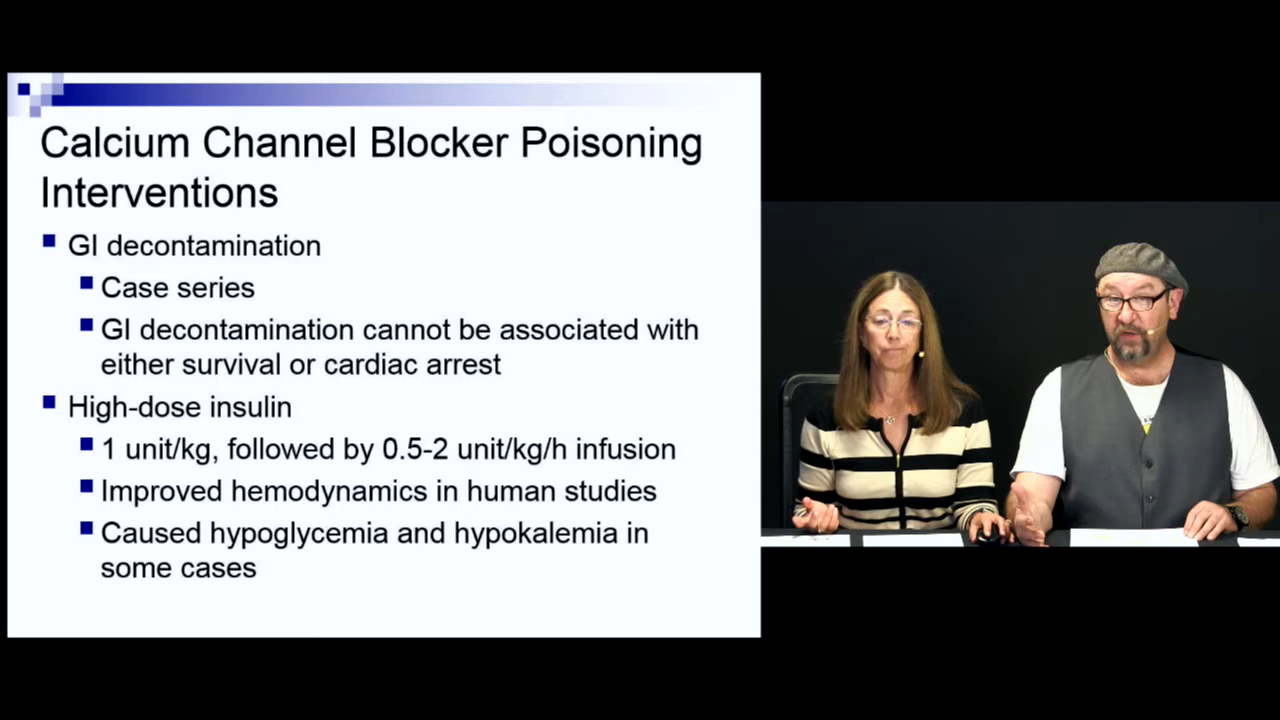 Calcium Channel Blocker Poisoning
Interventions
GI decontamination
Case series
GI decontamination cannot be associated with
either survival or cardiac arrest
High-dose insulin
1 unit/kg, followed by 0.5-2 unit/kg/h infusion
Improved hemodynamics in human studies
Caused hypoglycemia and hypokalemia in
some cases